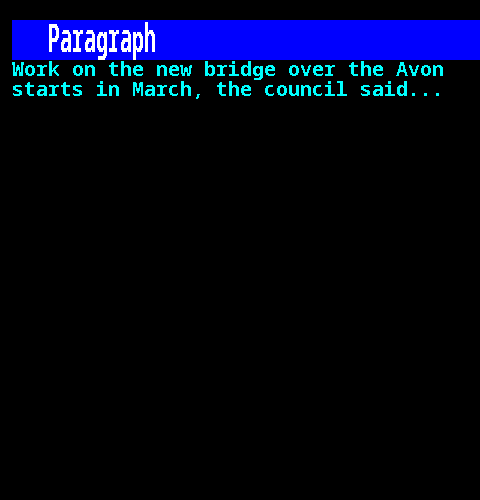 Paragraph
Work on the new bridge over the Avon
starts in March, the council said...